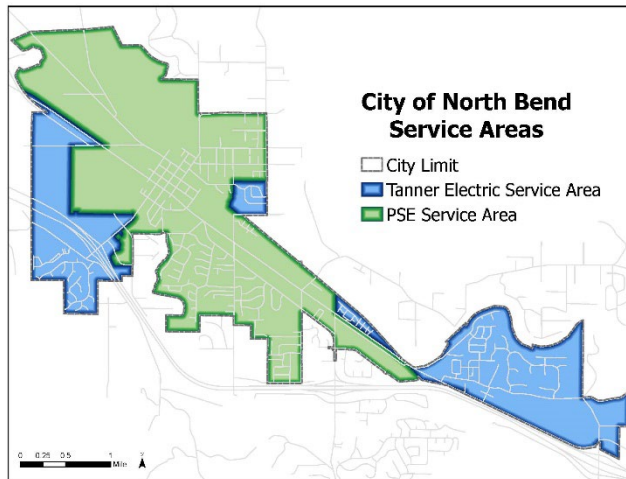 City of North Bend
Service Areas
City Limit
Tanner Electric Service Area
PSE Service Area
0 0.25 0.5 1
Mile